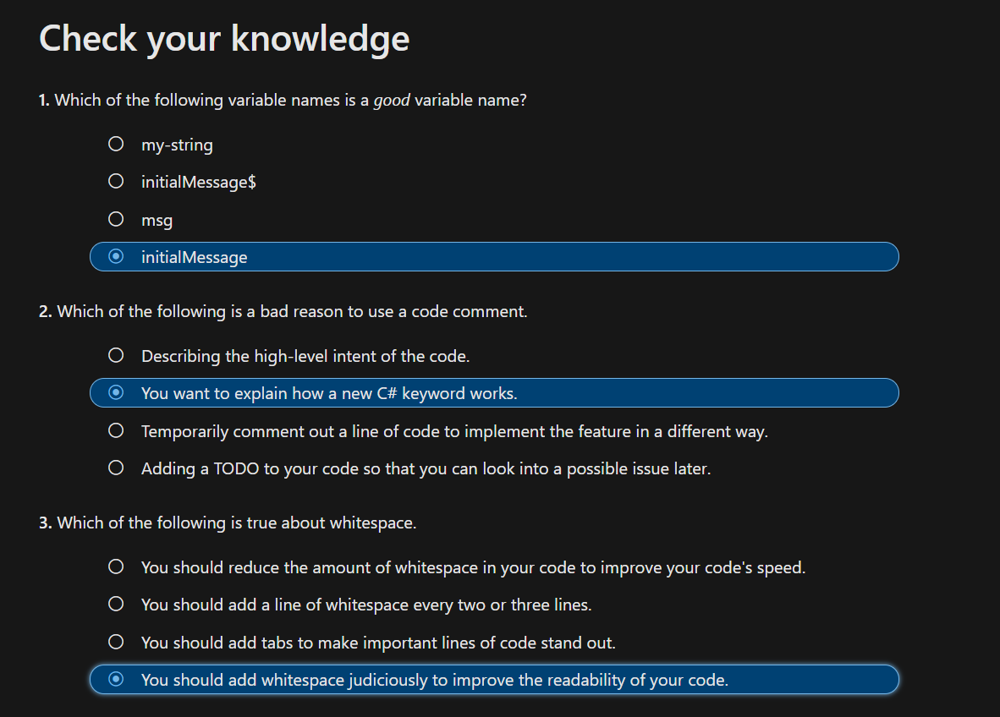 Check your knowledge
1. Which of the following variable names is a good variable name?
my-string
initialMessage$
msg
initialMessage
2. Which of the following is a bad reason to use a code comment.
Describing the high-level intent of the code.
You want to explain how a new C# keyword works.
Temporarily comment out a line of code to implement the feature in a different way.
Adding a TODO to your code so that you can look into a possible issue later.
3. Which of the following is true about whitespace.
You should reduce the amount of whitespace in your code to improve your code's speed.
You should add a line of whitespace every two or three lines.
You should add tabs to make important lines of code stand out.
You should add whitespace judiciously to improve the readability of your code.